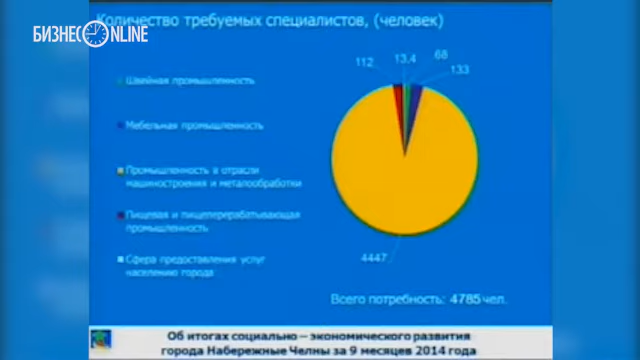 Количество требуемых специалистов, (человек)
БИЗНЕС ONLINE
112
13,4
68
133
Швейная промышленность
Мебельная промышленность
Промышленность в отрасли
машиностроения и металообработки
Пищевая и пищеперерабатывающая
промышленность
Сфера предоставления услуг
населению города
4447
Всего потребность: 4785 чел.
Об итогах социально – экономического развития
города Набережные Челны за 9 месяцев 2014 года